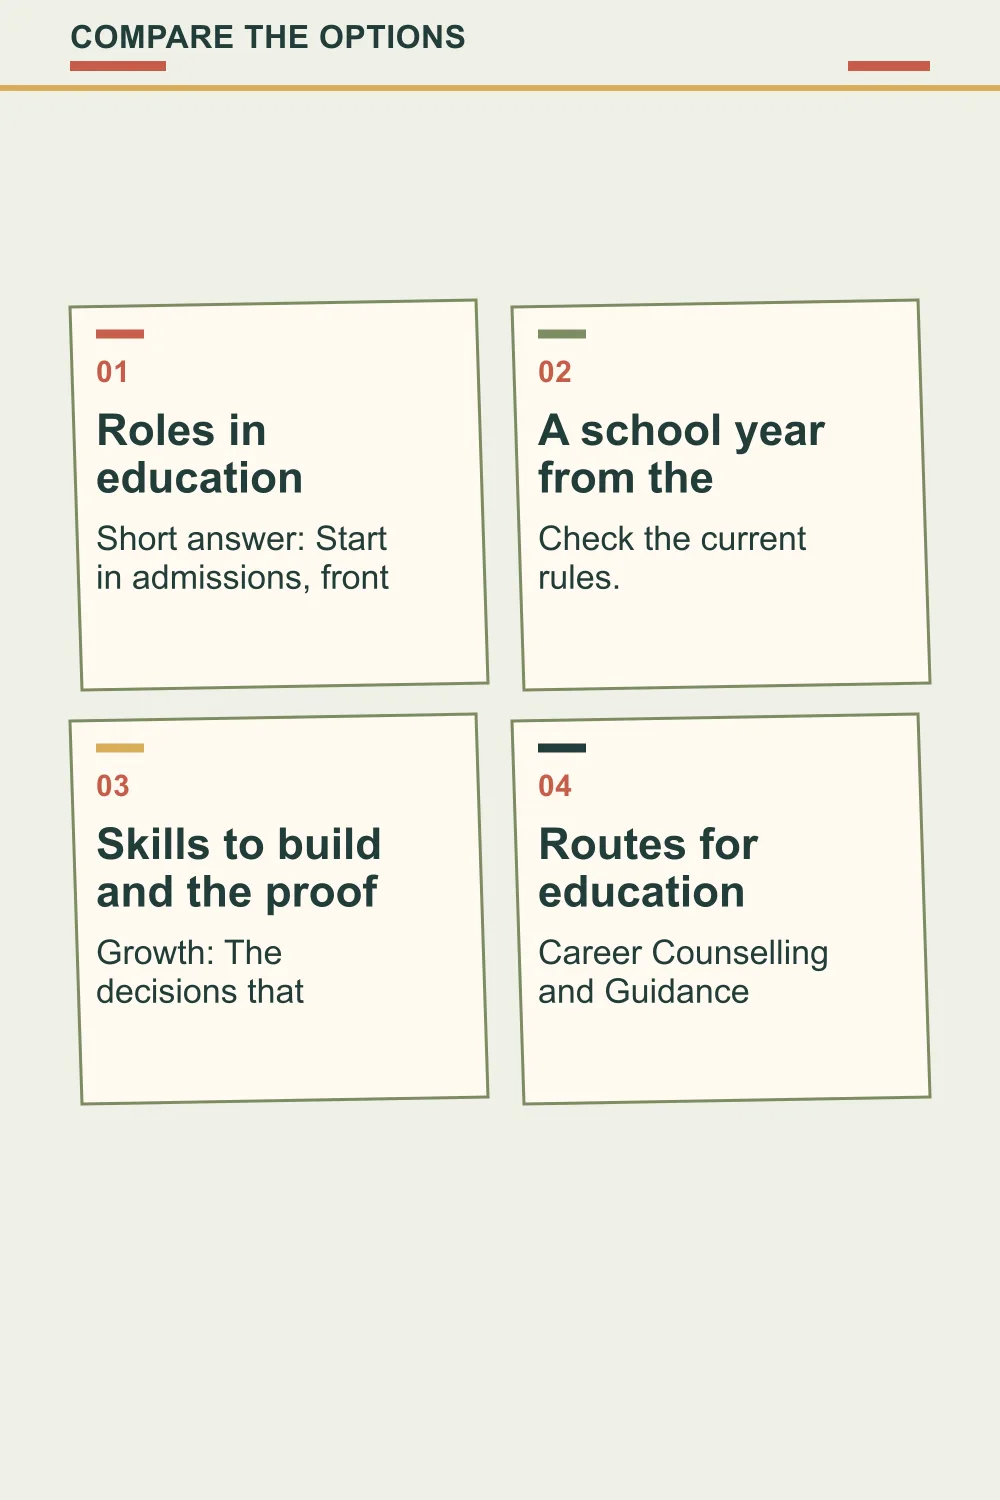 COMPARE THE OPTIONS
01
Roles in
education
Short answer: Start
in admissions, front
02
A school year
from the
Check the current
rules.
03
Skills to build
and the proof
Growth: The
decisions that
04
Routes for
education
Career Counselling
and Guidance